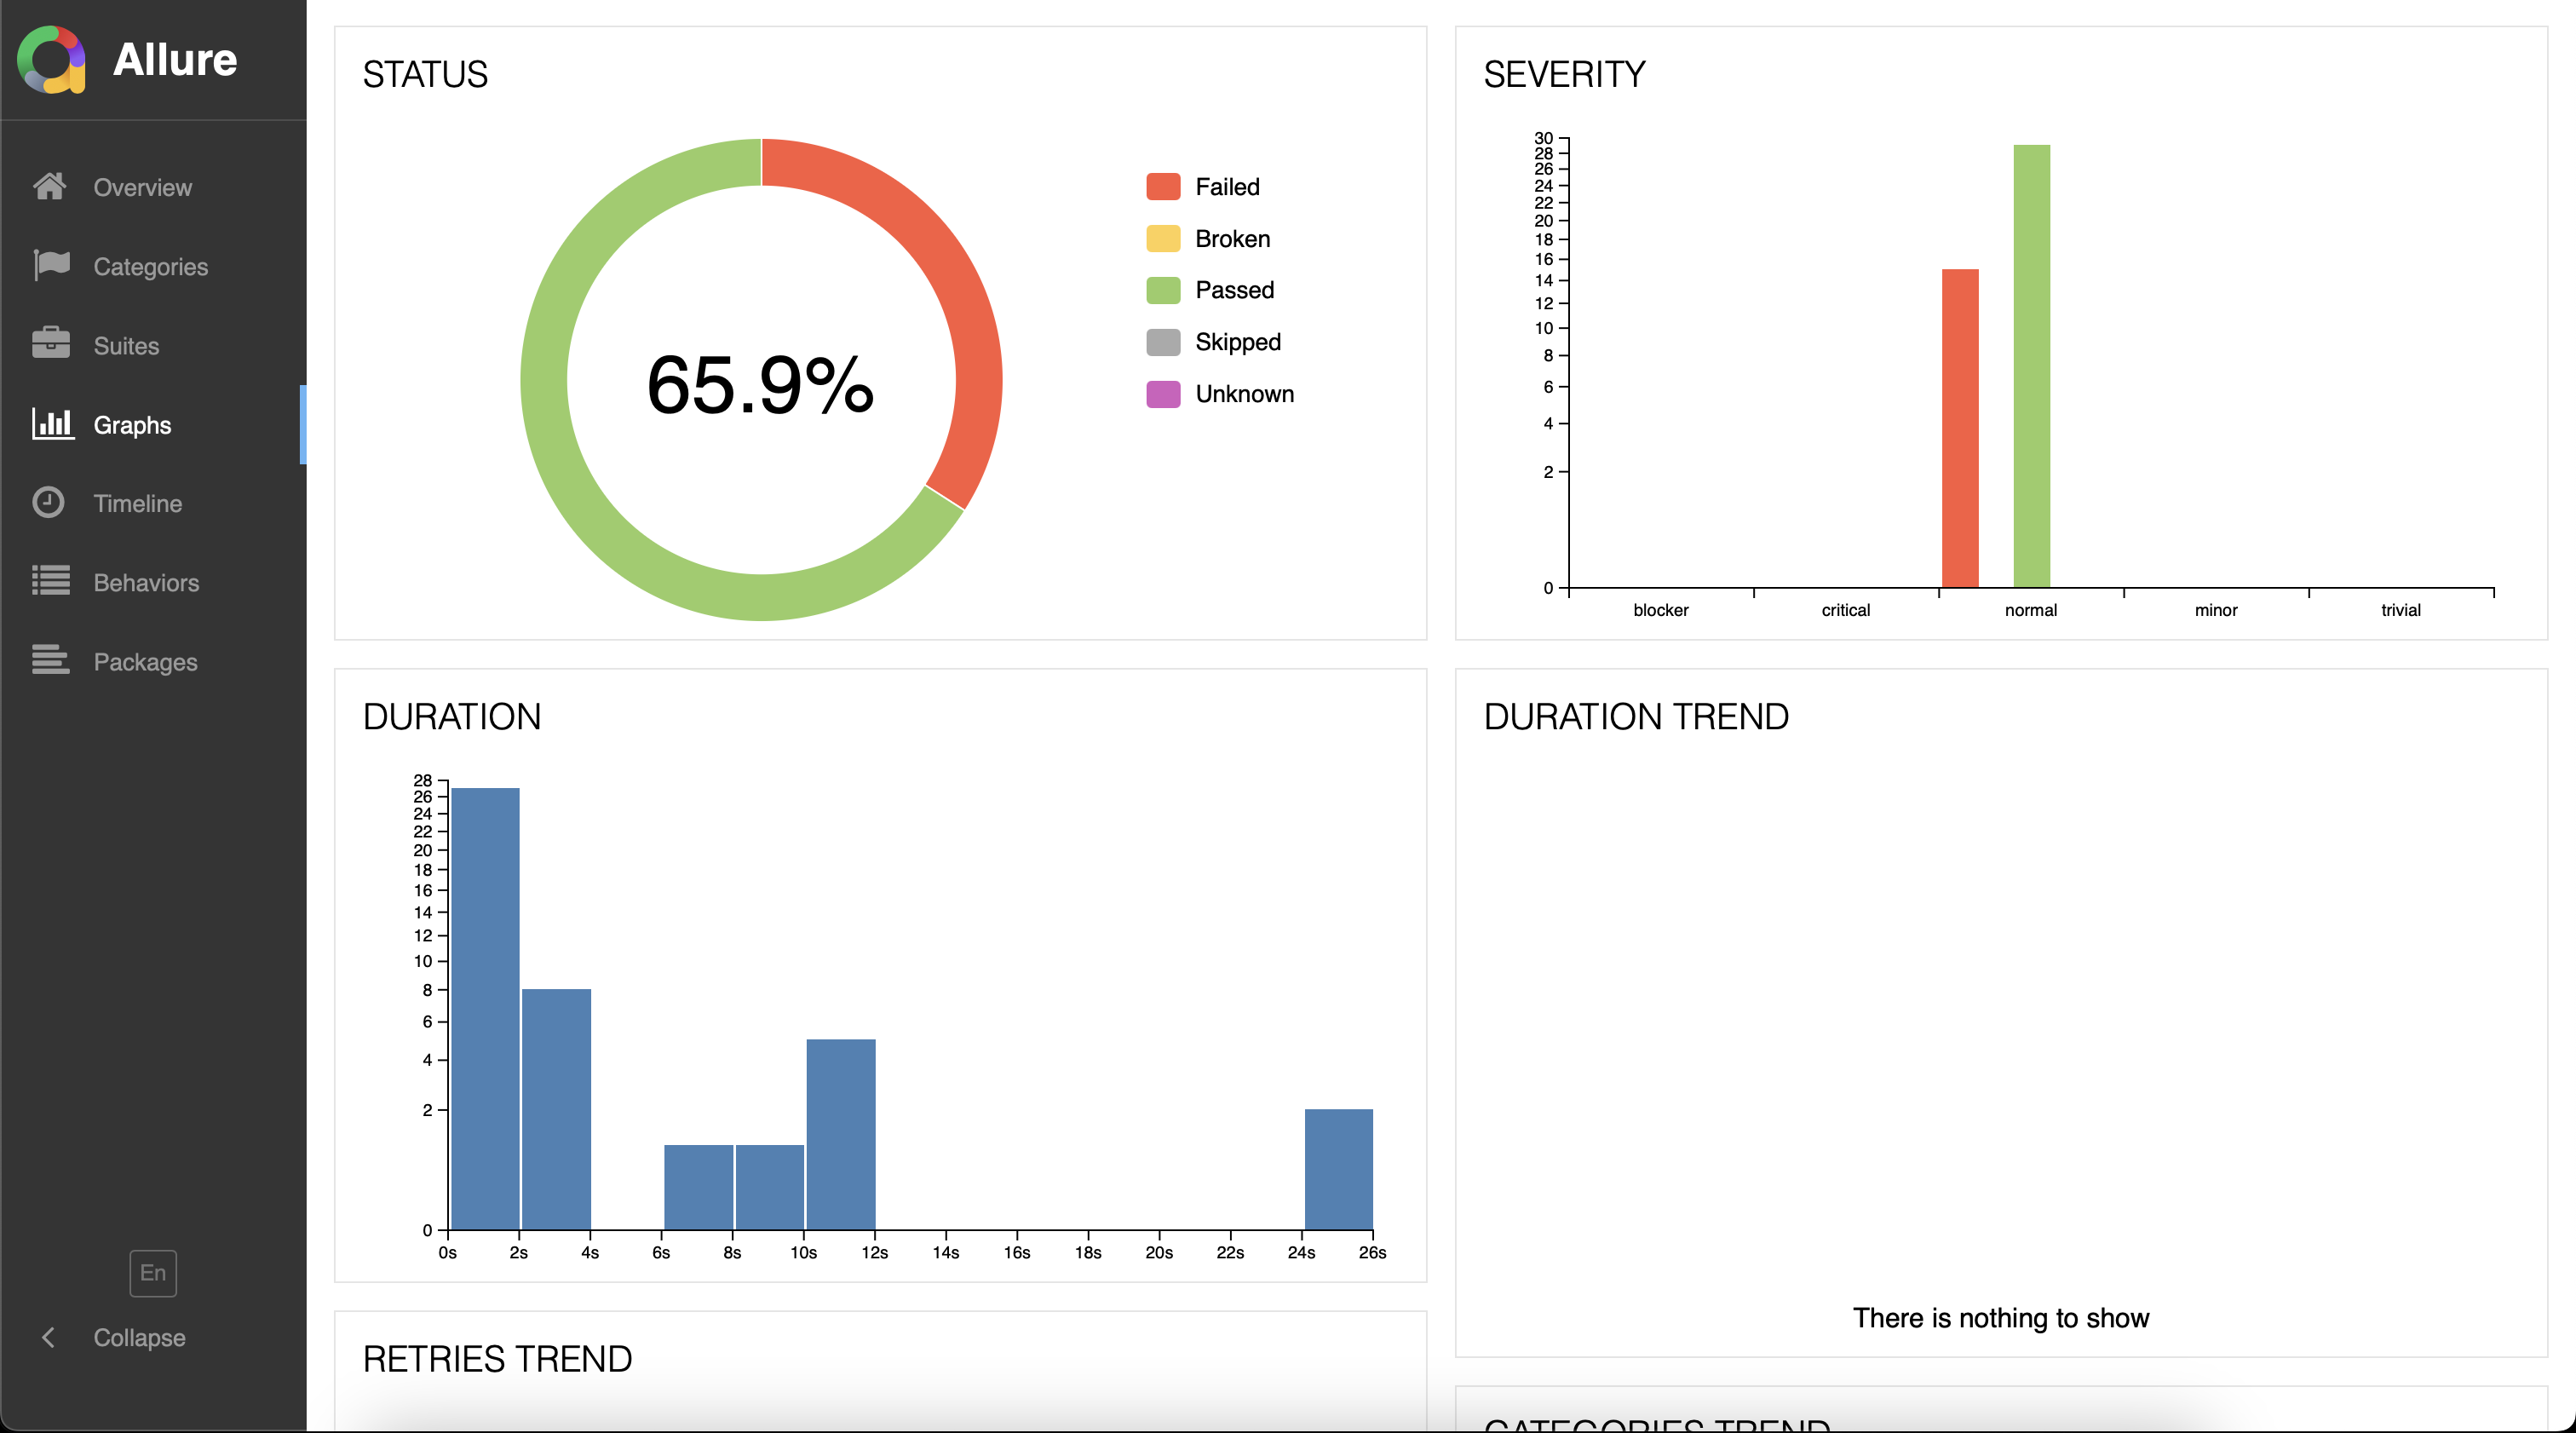 Allure
Overview
Categories
Suites
Graphs
Timeline
Behaviors
Packages
En
Collapse
STATUS
65.9%
Failed
Broken
Passed
Skipped
Unknown
SEVERITY
30
28
26
24
22
20
18
16
14
12
10
8
6
4
2
0
blocker critical normal minor trivial
DURATION
28
26
24
22
20
18
16
14
12
10
8
6
4
2
0
0s 2s 4s 6s 8s 10s 12s 14s 16s 18s 20s 22s 24s 26s
DURATION TREND
There is nothing to show
RETRIES TREND
CATEGORIES TREND